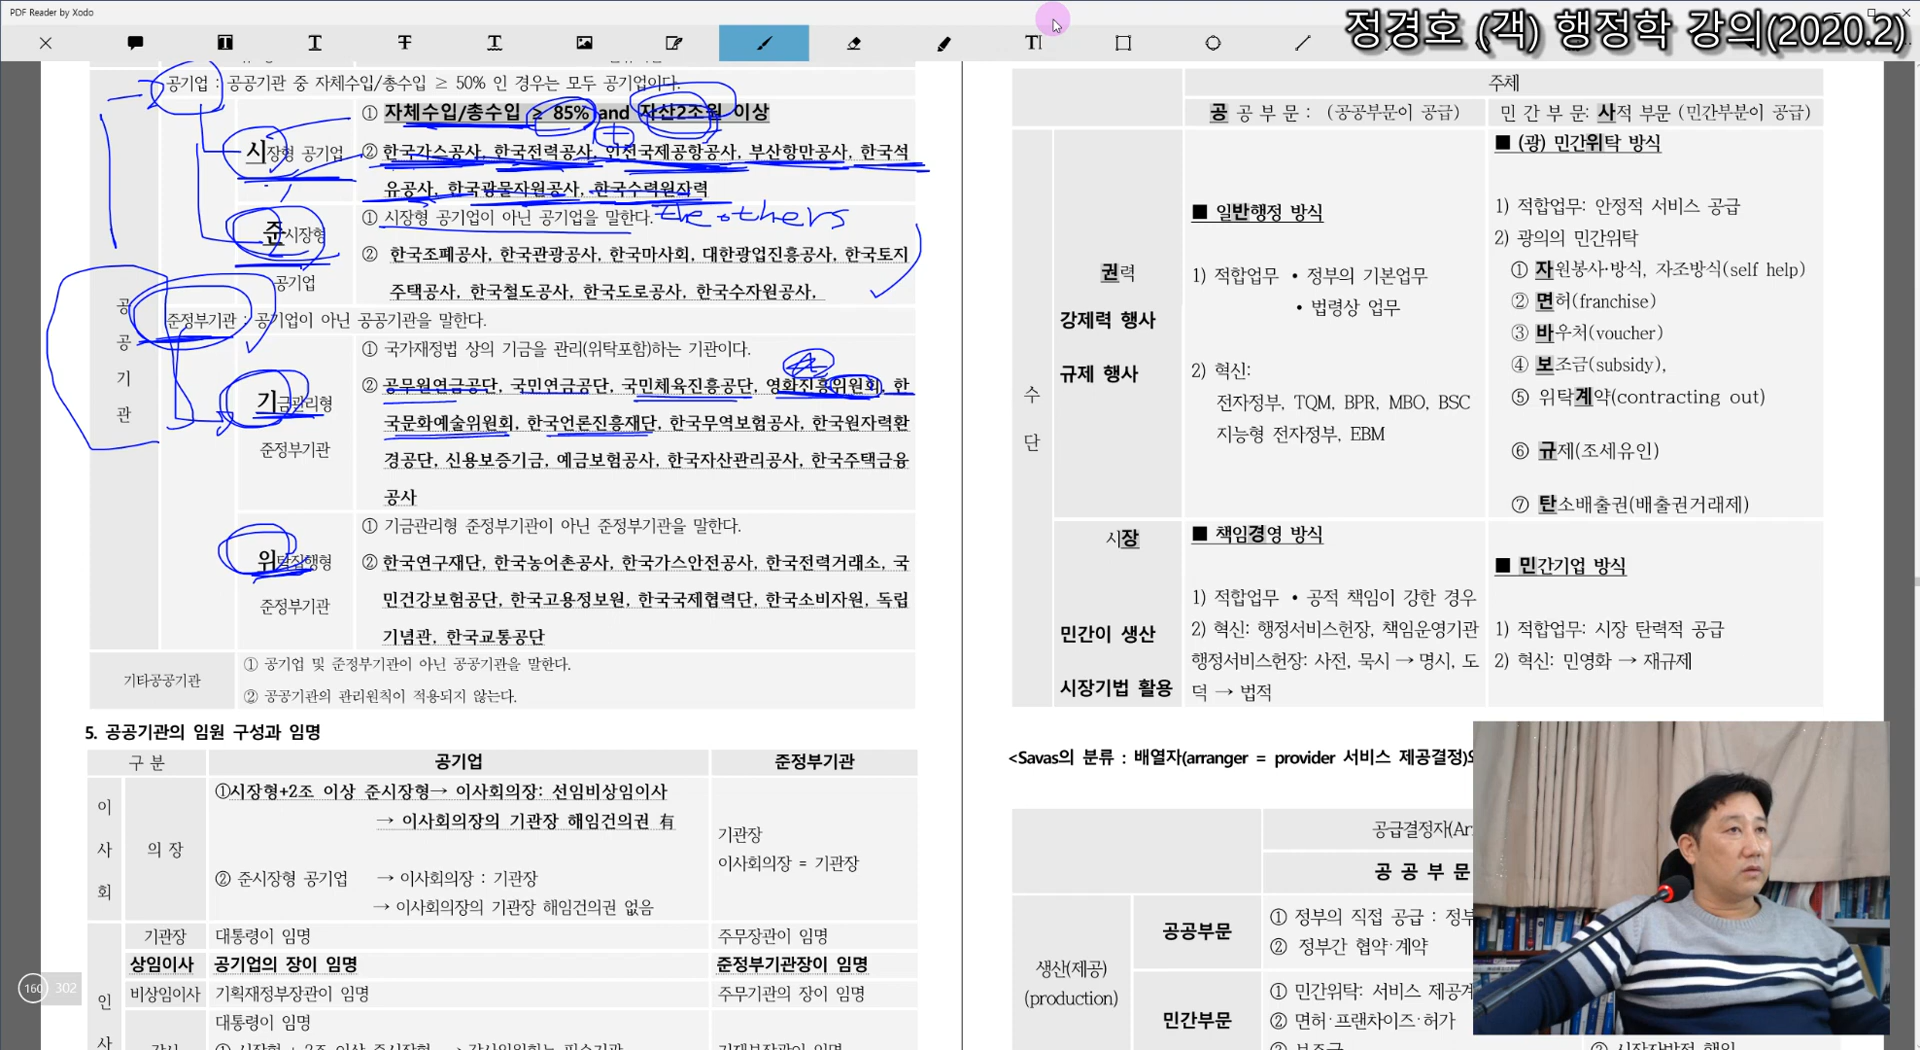 PDF Reader by Xodo
정경호 (객) 행정학 강의(2020.2)
공기업 : 공공기관 중 자체수입/총수입 ≥ 50% 인 경우는 모두 공기업이다.
시장형 공기업
① 자체수입/총수입 ≥ 85% and 자산2조원 이상
② 한국가스공사, 한국전력공사, 인천국제공항공사, 부산항만공사, 한국석
유공사, 한국광물자원공사, 한국수력원자력
준시장형
공기업
① 시장형 공기업이 아닌 공기업을 말한다. the others
② 한국조폐공사, 한국관광공사, 한국마사회, 대한광업진흥공사, 한국토지
주택공사, 한국철도공사, 한국도로공사, 한국수자원공사,
공
공
기
관
준정부기관 : 공기업이 아닌 공공기관을 말한다.
기금관리형
준정부기관
① 국가재정법 상의 기금을 관리(위탁포함)하는 기관이다.
② 공무원연금공단, 국민연금공단, 국민체육진흥공단, 영화진흥위원회, 한
국문화예술위원회, 한국언론진흥재단, 한국무역보험공사, 한국원자력환
경공단, 신용보증기금, 예금보험공사, 한국자산관리공사, 한국주택금융
공사
위탁집행형
준정부기관
① 기금관리형 준정부기관이 아닌 준정부기관을 말한다.
② 한국연구재단, 한국농어촌공사, 한국가스안전공사, 한국전력거래소, 국
민건강보험공단, 한국고용정보원, 한국국제협력단, 한국소비자원, 독립
기념관, 한국교통공단
기타공공기관
① 공기업 및 준정부기관이 아닌 공공기관을 말한다.
② 공공기관의 관리원칙이 적용되지 않는다.
5. 공공기관의 임원 구성과 임명
구 분 공기업 준정부기관
이
사
회
의 장
①시장형+2조 이상 준시장형→ 이사회의장: 선임비상임이사
→ 이사회의장의 기관장 해임건의권 有
② 준시장형 공기업 → 이사회의장 : 기관장
→ 이사회의장의 기관장 해임건의권 없음
기관장
이사회의장 = 기관장
인
사
기관장 대통령이 임명 주무장관이 임명
상임이사 공기업의 장이 임명 준정부기관장이 임명
비상임이사 기획재정부장관이 임명 주무기관의 장이 임명
대통령이 임명
160 302
주체
공 공 부 문 : (공공부문이 공급) 민 간 부 문: 사적 부문 (민간부분이 공급)
수
단
권력
강제력 행사
규제 행사
■ 일반행정 방식
1) 적합업무 • 정부의 기본업무
• 법령상 업무
2) 혁신:
전자정부, TQM, BPR, MBO, BSC
지능형 전자정부, EBM
■ (광) 민간위탁 방식
1) 적합업무: 안정적 서비스 공급
2) 광의의 민간위탁
① 자원봉사·방식, 자조방식(self help)
② 면허(franchise)
③ 바우처(voucher)
④ 보조금(subsidy),
⑤ 위탁계약(contracting out)
⑥ 규제(조세유인)
⑦ 탄소배출권(배출권거래제)
시장
민간이 생산
시장기법 활용
■ 책임경영 방식
1) 적합업무 • 공적 책임이 강한 경우
2) 혁신: 행정서비스헌장, 책임운영기관
행정서비스헌장: 사전, 묵시 → 명시, 도
덕 → 법적
■ 민간기업 방식
1) 적합업무: 시장 탄력적 공급
2) 혁신: 민영화 → 재규제
<Savas의 분류 : 배열자(arranger = provider 서비스 제공결정)
공급결정자(Ar
공 공 부 문
생산(제공)
(production)
공공부문
① 정부의 직접 공급 : 정부
② 정부간 협약·계약
민간부문
① 민간위탁: 서비스 제공
② 면허·프랜차이즈·허가